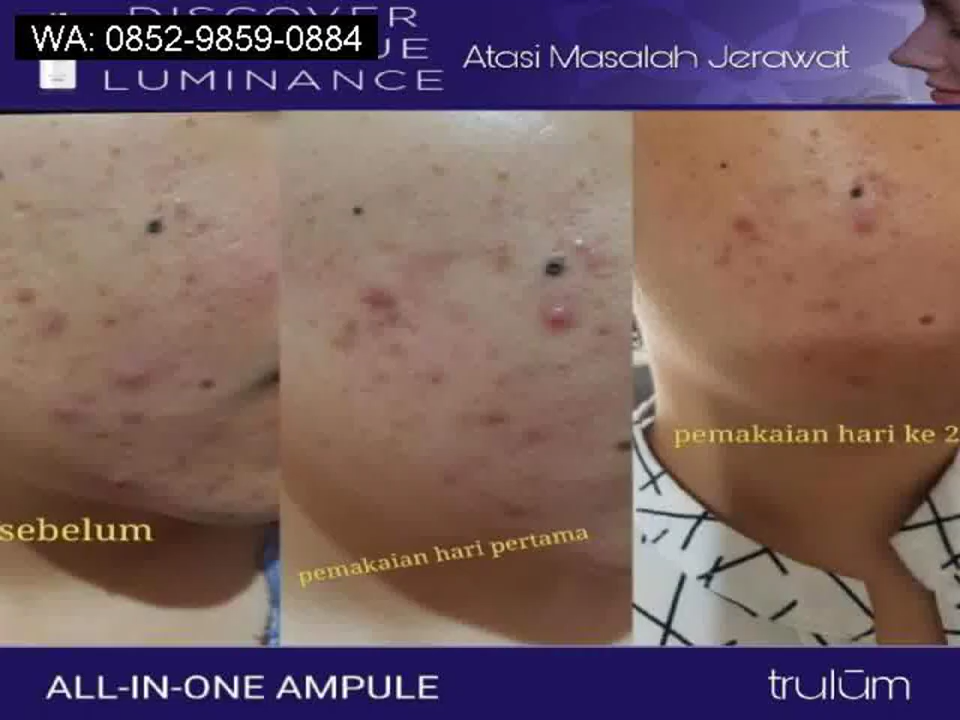 DISCOVER
WA: 0852-9859-0884
LUMINANCE
Atasi Masalah Jerawat
sebelum
pemakaian hari pertama
pemakaian hari ke 2
ALL-IN-ONE AMPULE
trulūm